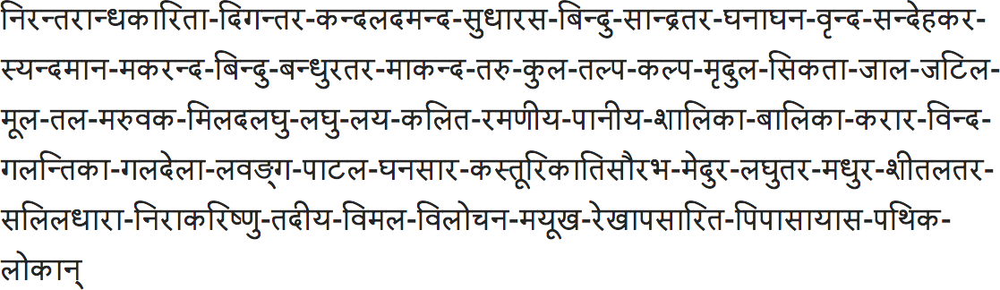 निरन्तरान्धकारिता-दिगन्तर-कन्दलदमन्द-सुधारस-बिन्दु-सान्द्रतर-घनाघन-वृन्द-सन्देहकर-
स्यन्दमान-मकरन्द-बिन्दु-बन्धुरतर-माकन्द-तरु-कुल-तल्प-कल्प-मृदुल-सिकता-जाल-जटिल-
मूल-तल-मरुवक-मिलदलघु-लघु-लय-कलित-रमणीय-पानीय-शालिका-बालिका-करार-विन्द-
गलन्तिका-गलदेला-लवङ्ग-पाटल-घनसार-कस्तूरिकातिसौरभ-मेदुर-लघुतर-मधुर-शीतलतर-
सलिलधारा-निराकरिष्णु-तदीय-विमल-विलोचन-मयूख-रेखापसारित-पिपासायास-पथिक-
लोकान्